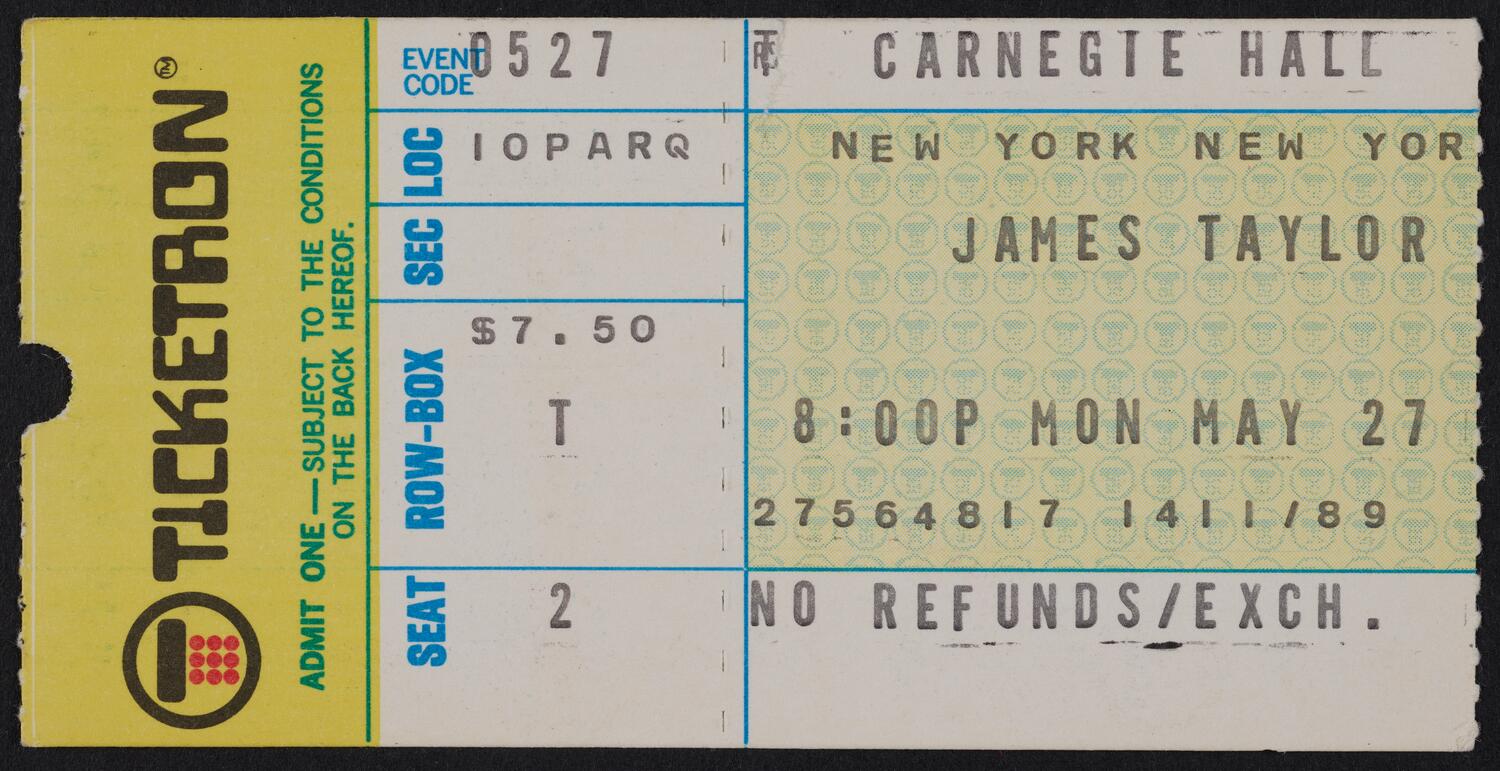 TICKETRON™
ADMIT ONE—SUBJECT TO THE CONDITIONS
ON THE BACK HEREOF.
EVENT CODE 0527
LOC IOPARQ
SEC
$7.50
ROW-BOX T
SEAT 2
CARNEGIE HALL
NEW YORK NEW YOR
JAMES TAYLOR
8:00P MON MAY 27
27564817 1411/89
NO REFUNDS/EXCH.